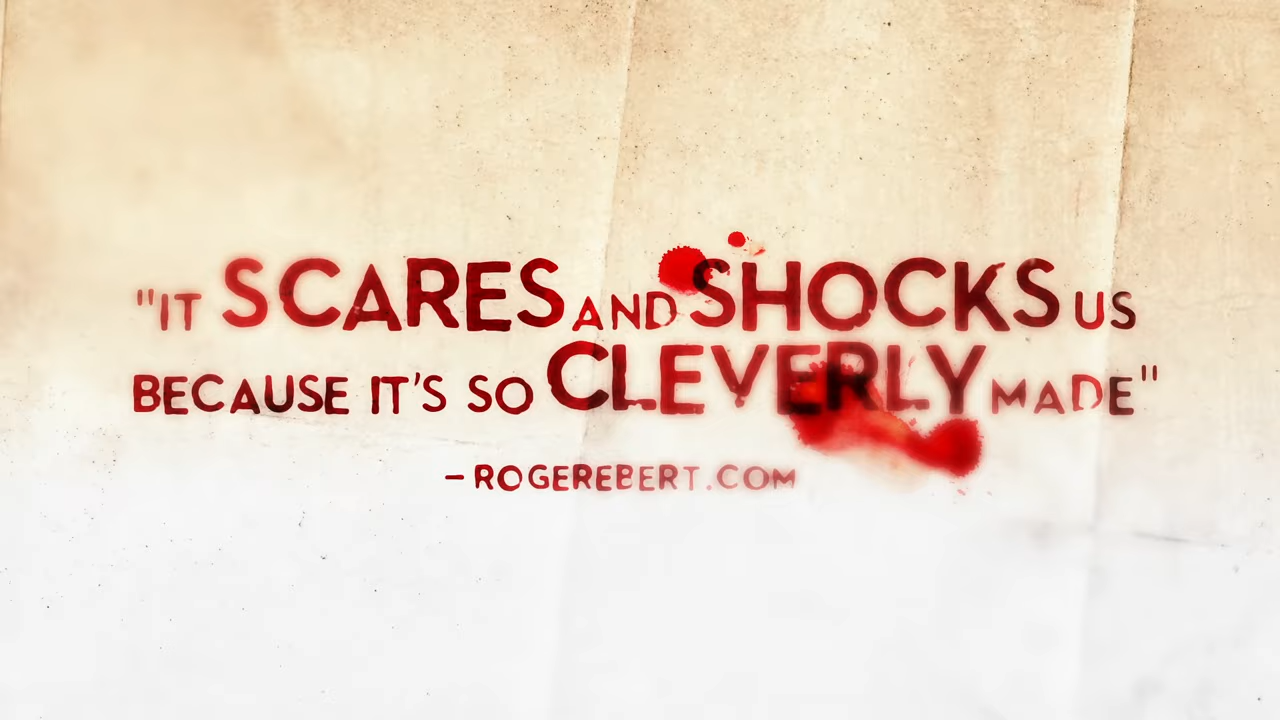 "IT SCARES AND SHOCKS US
BECAUSE IT'S SO CLEVERLY MADE"
–ROGEREBERT.COM